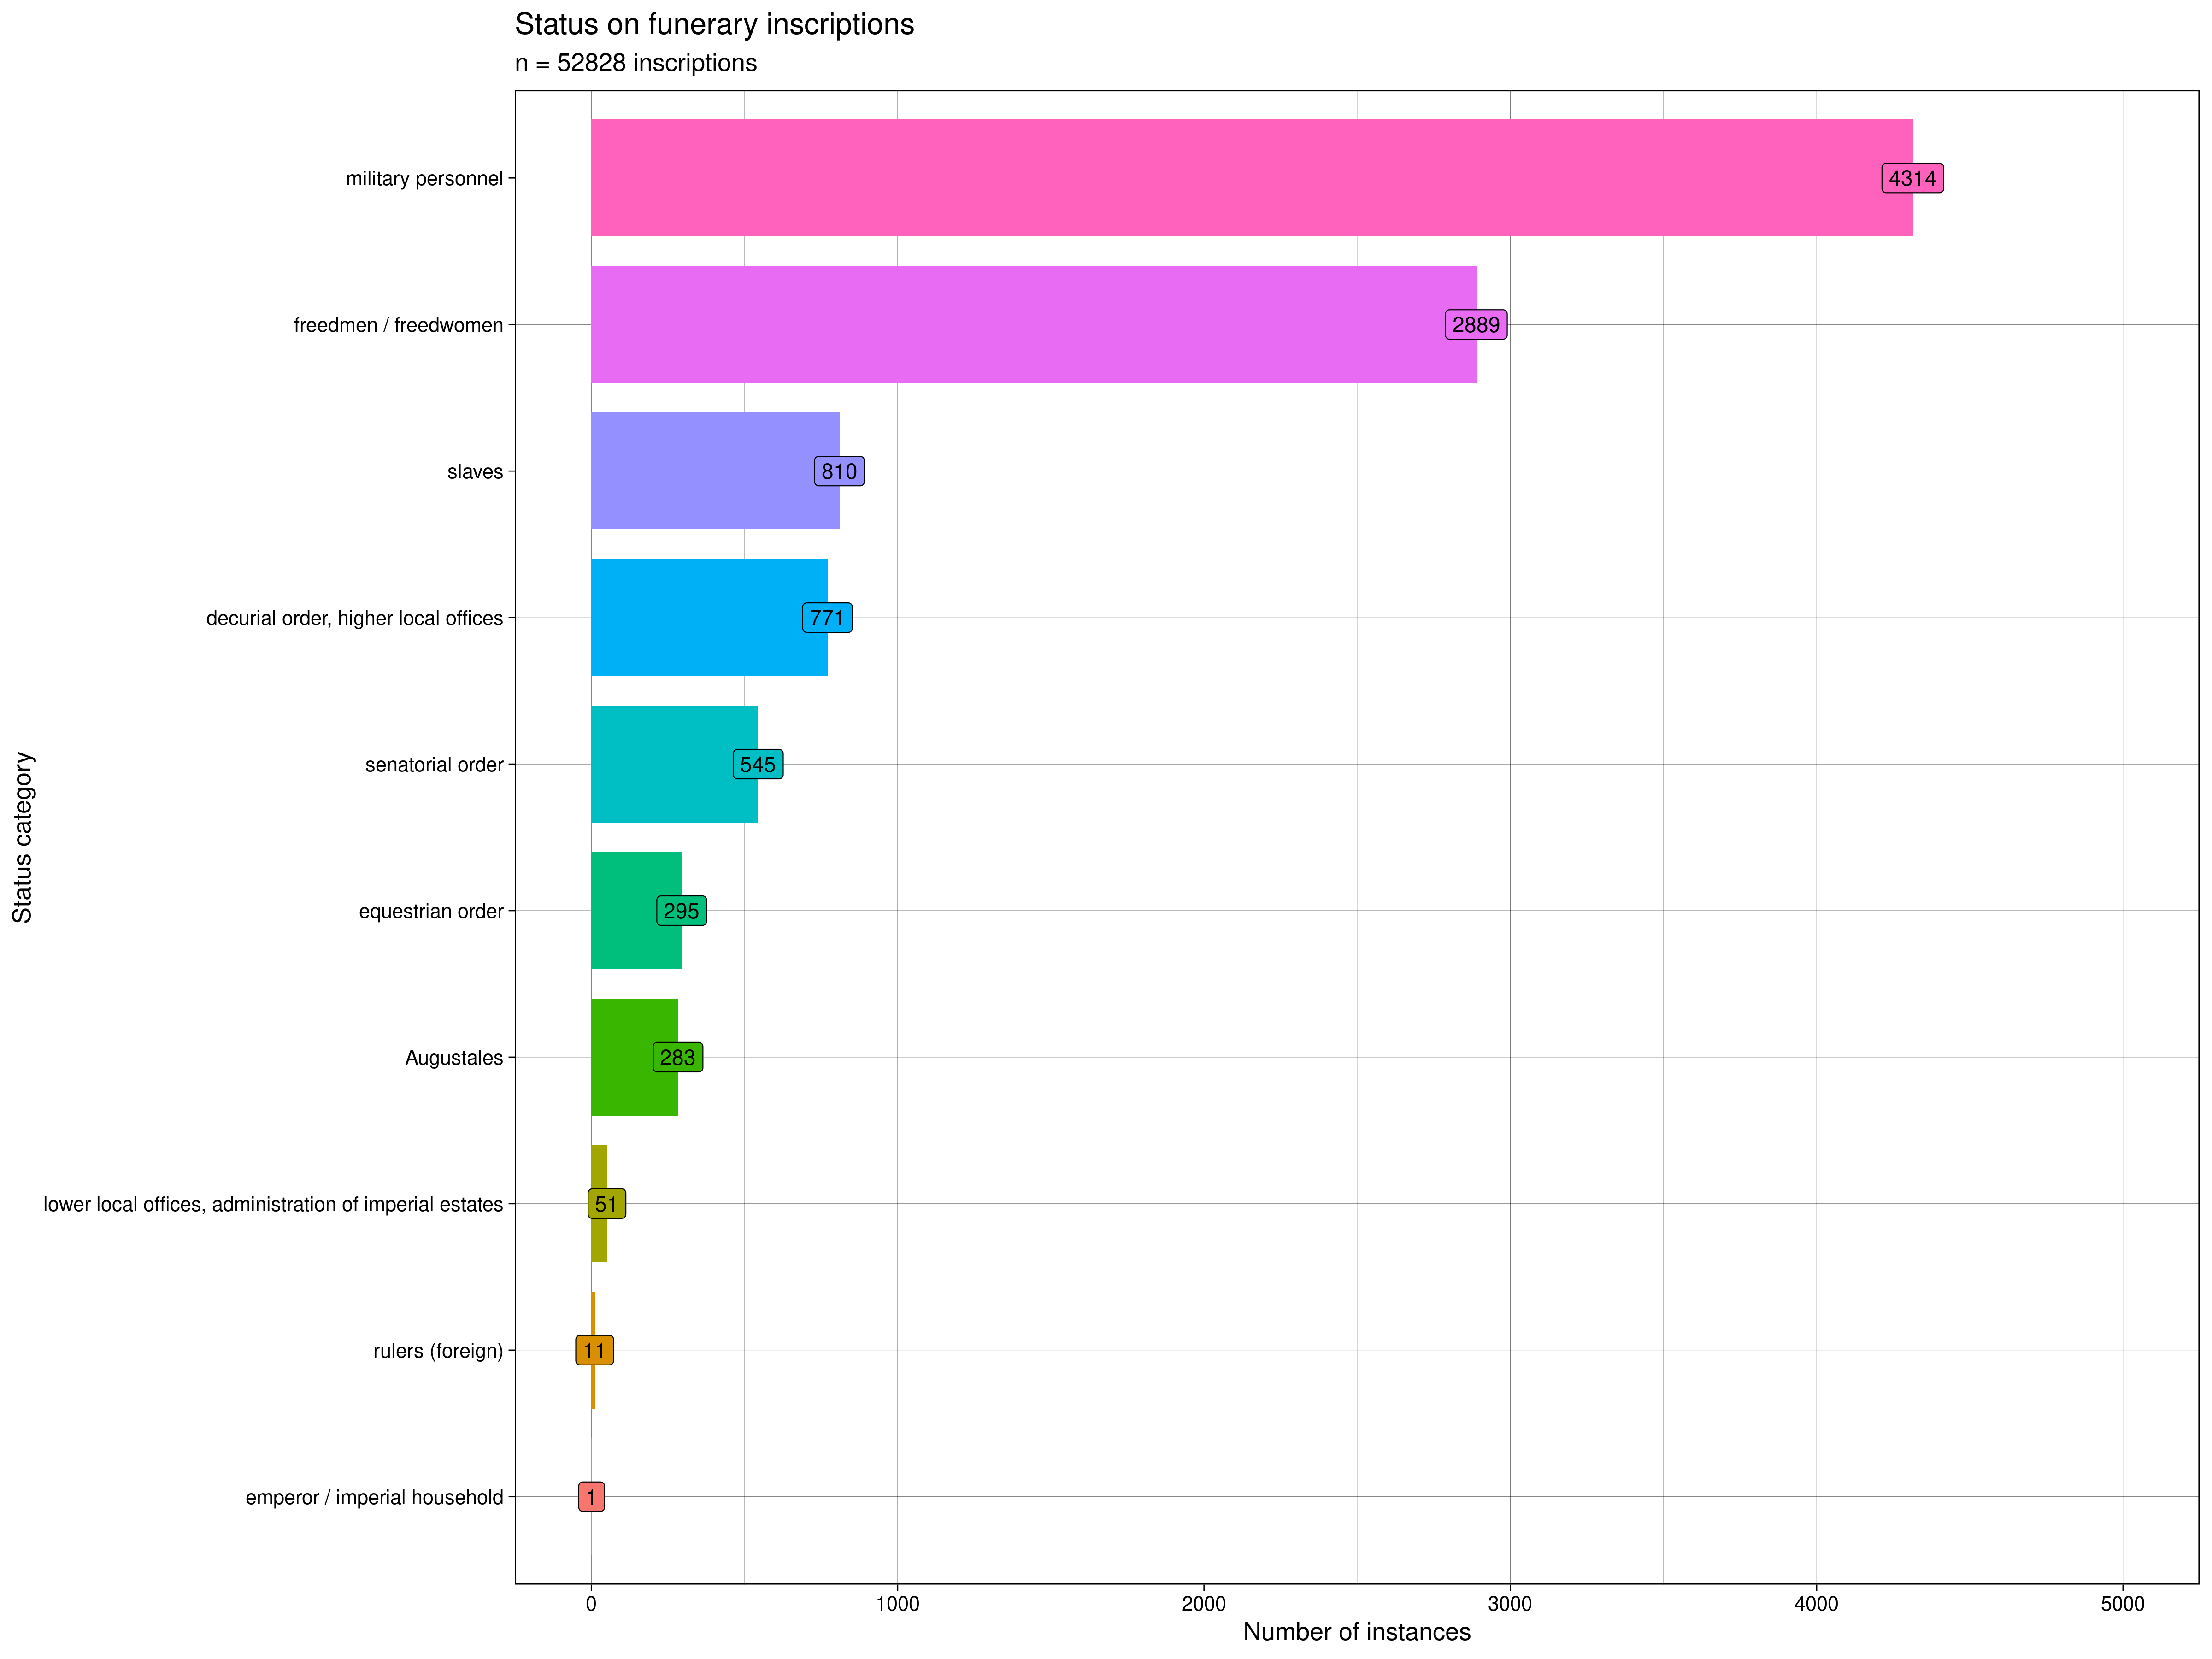 Status on funerary inscriptions
n = 52828 inscriptions
Status category
military personnel
4314
freedmen / freedwomen
2889
slaves
810
decurial order, higher local offices
771
senatorial order
545
equestrian order
295
Augustales
283
lower local offices, administration of imperial estates
51
rulers (foreign)
11
emperor / imperial household
1
0 1000 2000 3000 4000 5000
Number of instances